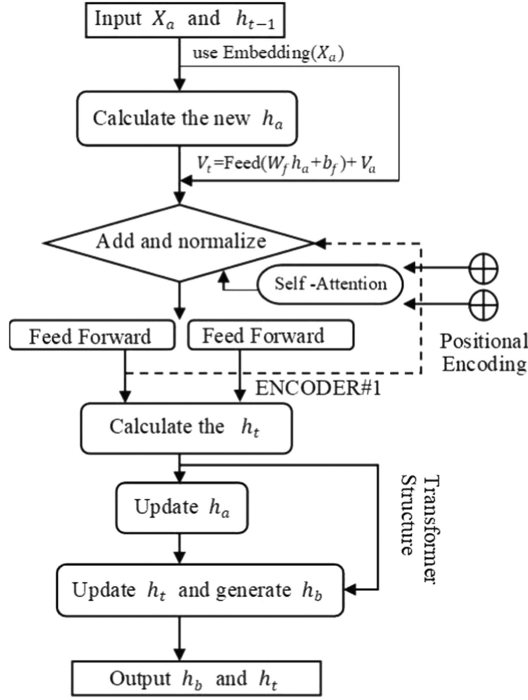 Input X_a and h_{t-1}
use Embedding(X_a)
Calculate the new h_a
V_t=Feed(W_f h_a+b_f)+V_a
Add and normalize
Self -Attention
Positional
Encoding
Feed Forward
Feed Forward
ENCODER#1
Calculate the h_t
Transformer
Structure
Update h_a
Update h_t and generate h_b
Output h_b and h_t